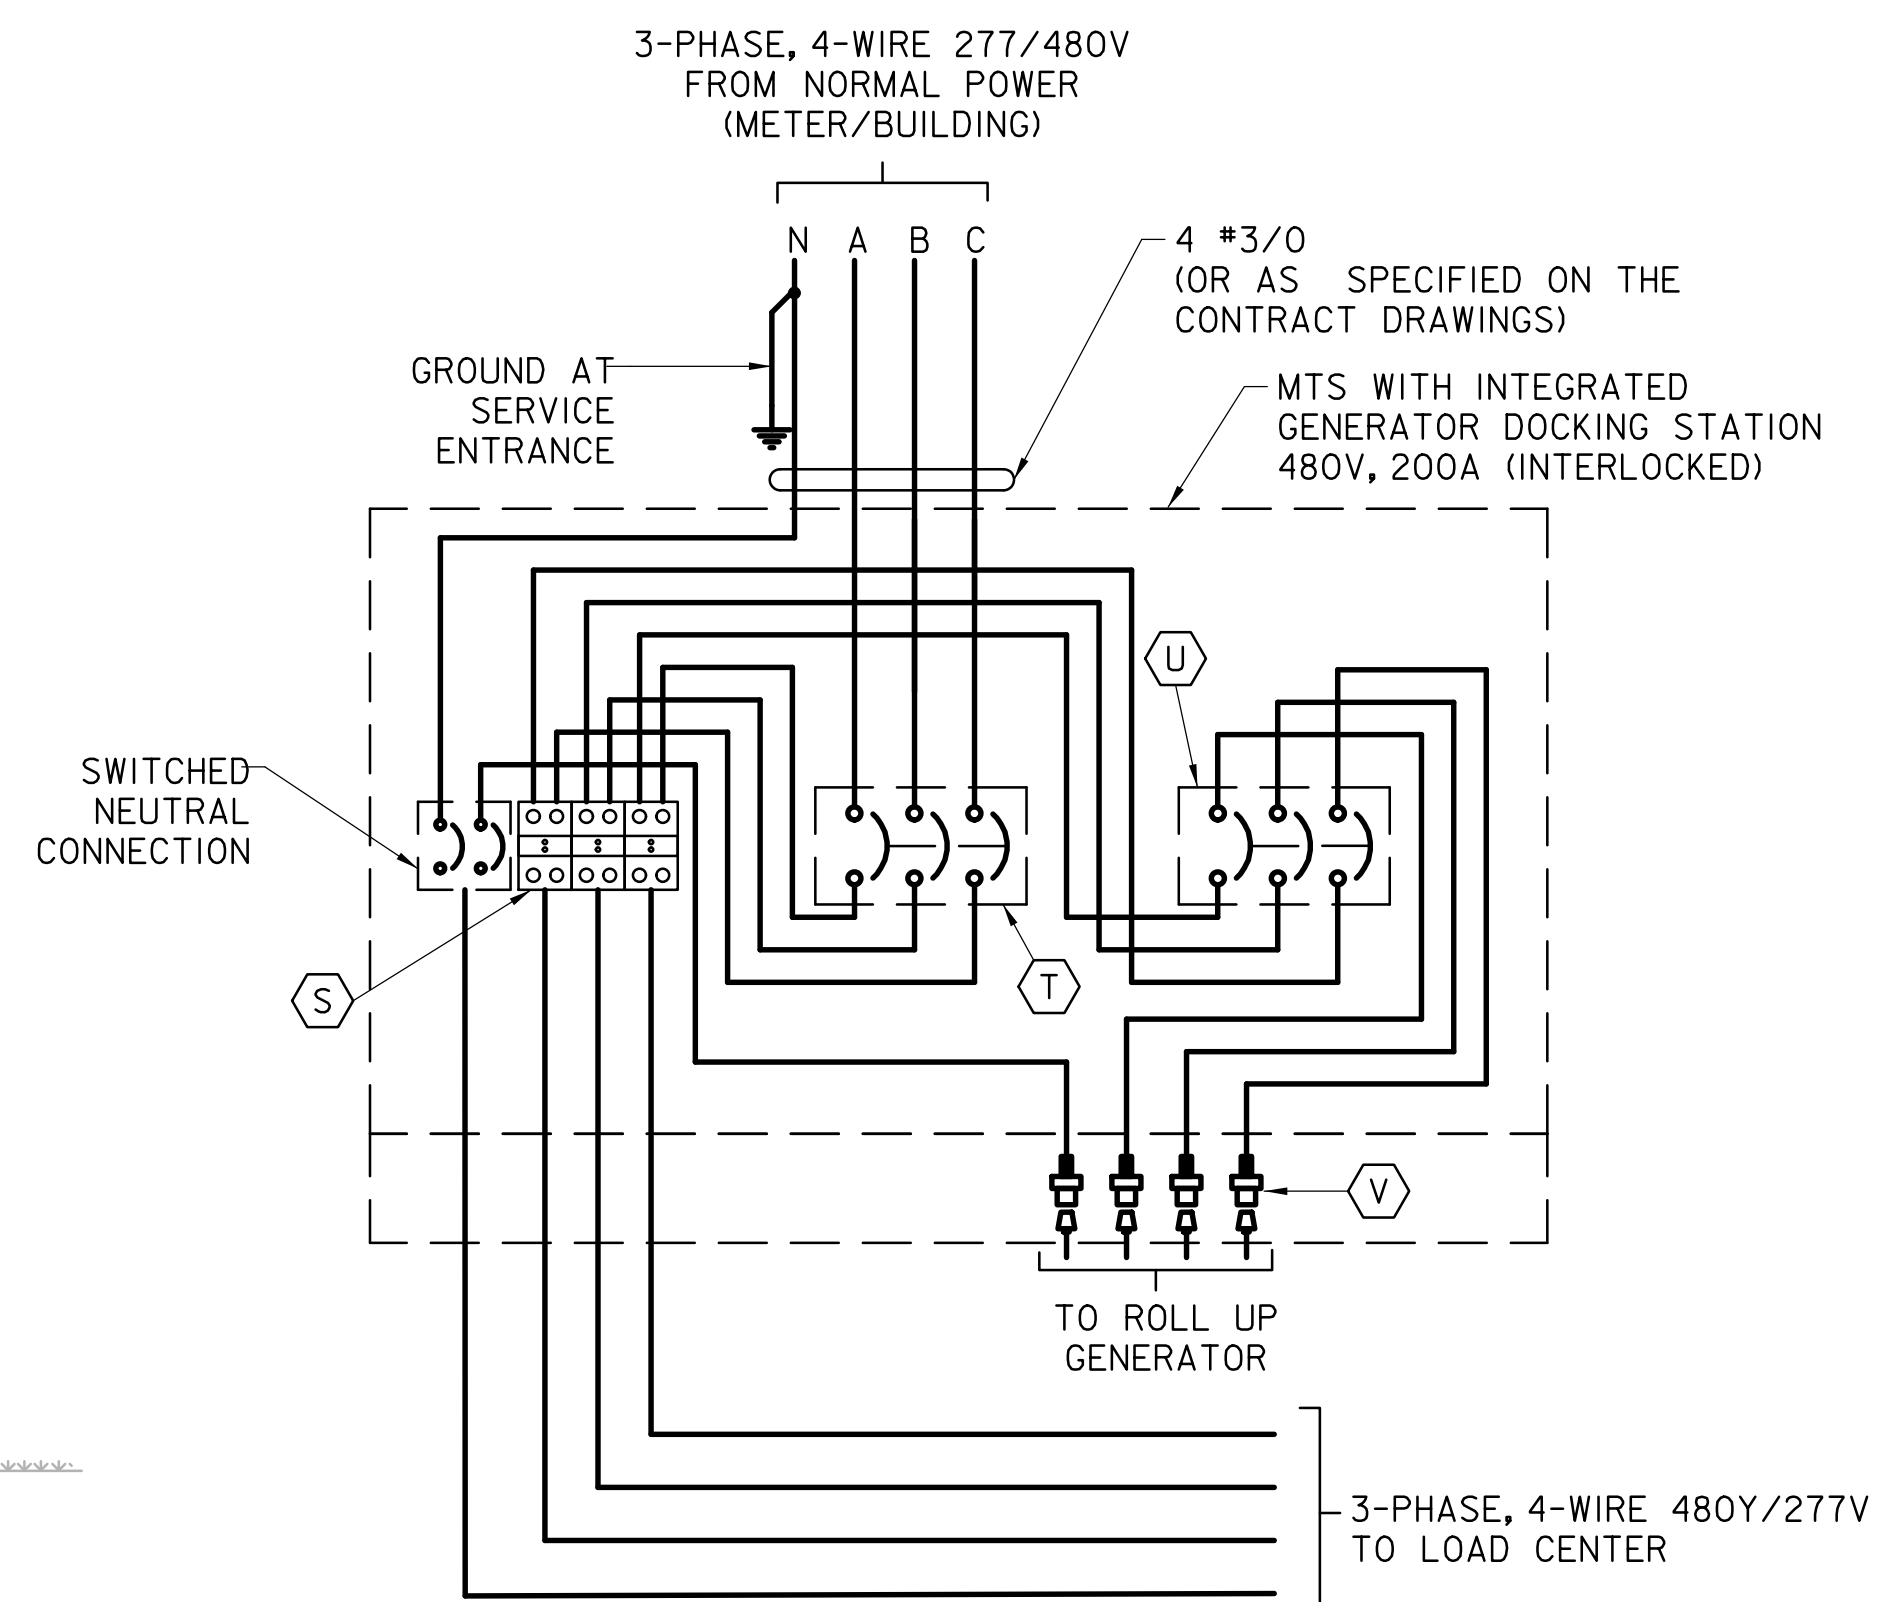 3-PHASE, 4-WIRE 277/480V
FROM NORMAL POWER
(METER/BUILDING)
N A B C
4 #3/0
(OR AS SPECIFIED ON THE
CONTRACT DRAWINGS)
GROUND AT
SERVICE
ENTRANCE
MTS WITH INTEGRATED
GENERATOR DOCKING STATION
480V, 200A (INTERLOCKED)
U
SWITCHED
NEUTRAL
CONNECTION
S
T
V
TO ROLL UP
GENERATOR
3-PHASE, 4-WIRE 480Y/277V
TO LOAD CENTER